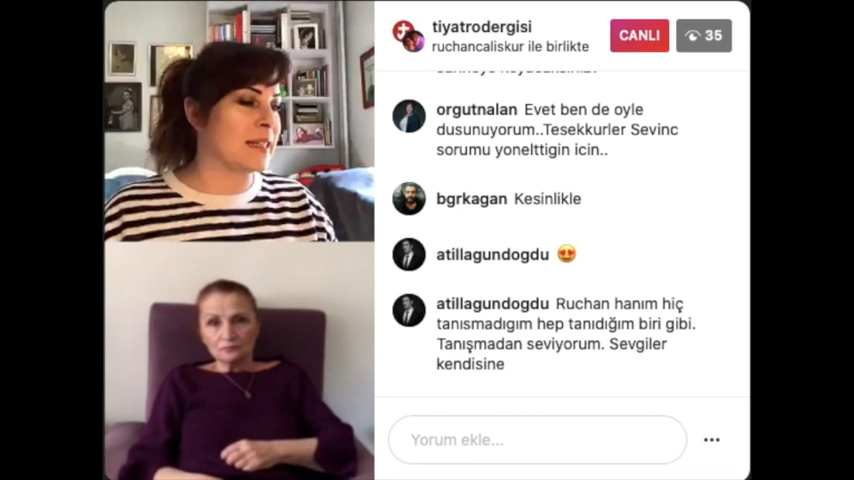 tiyatrodergisi
ruchancaliskur ile birlikte
CANLI
35
orgutnalan Evet ben de oyle
dusunuyorum..Tesekkurler Sevinc
sorumu yonelttigin icin..
bgrkagan Kesinlikle
atillagundogdu 😍
atillagundogdu Ruchan hanım hiç
tanısmadıgım hep tanıdığım biri gibi.
Tanışmadan seviyorum. Sevgiler
kendisine
Yorum ekle...